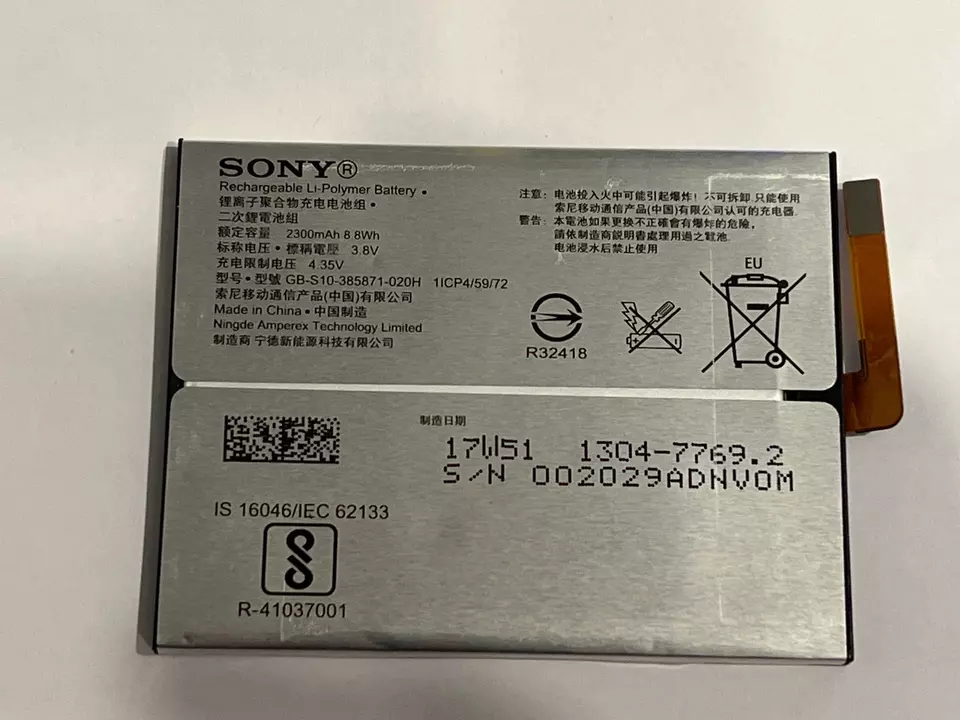 SONY®
Rechargeable Li-Polymer Battery •
锂离子聚合物充电电池组 •
二次鋰電池組
额定容量 2300mAh 8.8Wh
标称电压 • 標稱電壓 3.8V
充电限制电压 4.35V
型号 • 型號 GB-S10-385871-020H 1ICP4/59/72
索尼移动通信产品(中国)有限公司
Made in China • 中国制造
Ningde Amperex Technology Limited
制造商 宁德新能源科技有限公司
注意: 电池投入火中可能引起爆炸! 不可拆卸.只能使用
索尼移动通信产品(中国)有限公司认可的充电器.
警告: 本電池如果更換不正確會有爆炸的危險,
請依製造商説明書處理用過之電池.
电池浸水后禁止使用
R32418
EU
制造日期
17W51 1304-7769.2
S/N 002029ADNV0M
IS 16046/IEC 62133
R-41037001